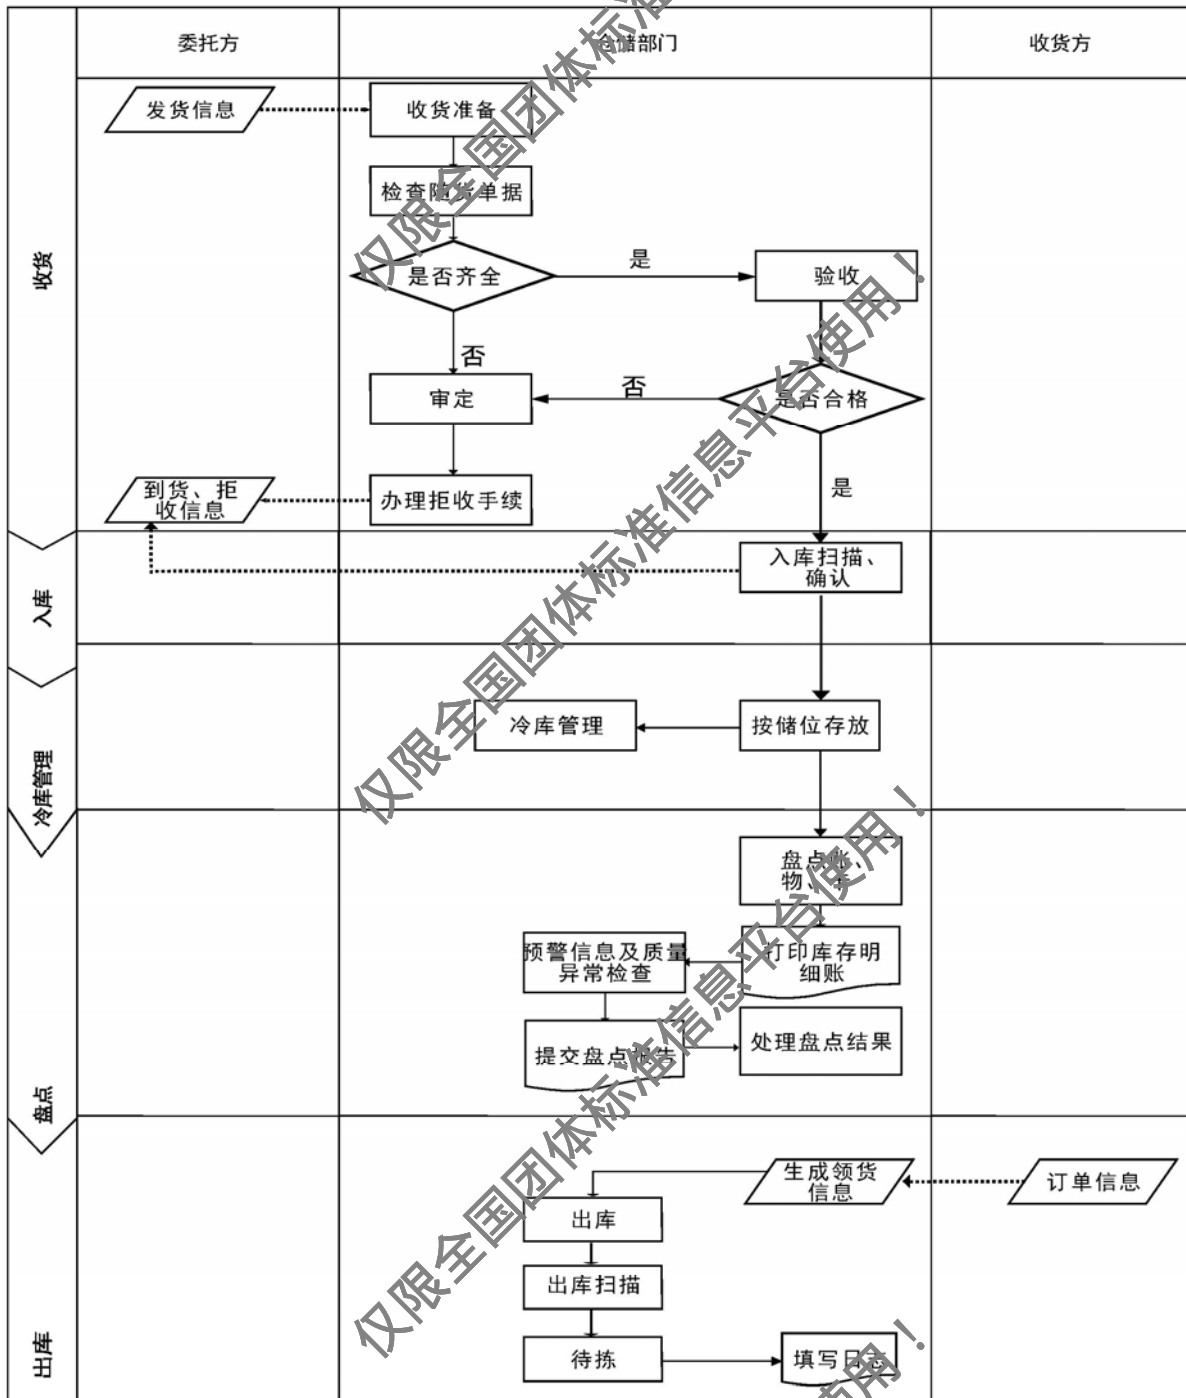 委托方
仓储部门
收货方
收货
发货信息
收货准备
检查随货单据
是否齐全
是
验收
否
审定
否
是否合格
到货、拒
收信息
办理拒收手续
是
入库
入库扫描、
确认
冷库管理
冷库管理
按储位存放
盘点
盘点账、
物、卡
预警信息及质量
异常检查
打印库存明
细账
提交盘点报告
处理盘点结果
出库
生成领货
信息
订单信息
出库
出库扫描
待拣
填写日志
仅限全国团体标准信息平台使用！
仅限全国团体标准信息平台使用！
仅限全国团体标准信息平台使用！